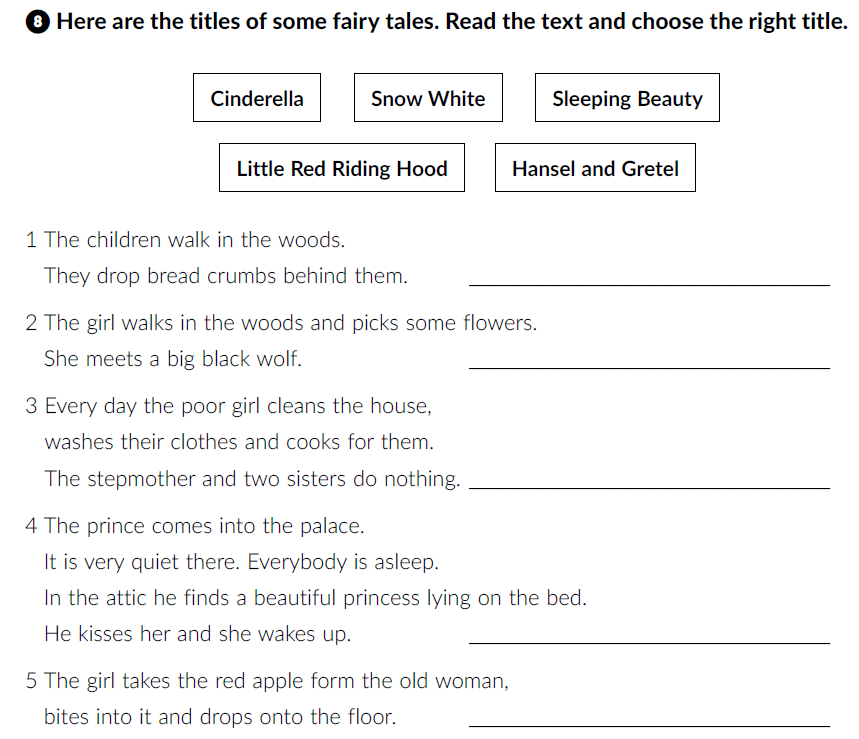 8 Here are the titles of some fairy tales. Read the text and choose the right title.
Cinderella Snow White Sleeping Beauty
Little Red Riding Hood Hansel and Gretel
1 The children walk in the woods.
They drop bread crumbs behind them.
2 The girl walks in the woods and picks some flowers.
She meets a big black wolf.
3 Every day the poor girl cleans the house,
washes their clothes and cooks for them.
The stepmother and two sisters do nothing.
4 The prince comes into the palace.
It is very quiet there. Everybody is asleep.
In the attic he finds a beautiful princess lying on the bed.
He kisses her and she wakes up.
5 The girl takes the red apple form the old woman,
bites into it and drops onto the floor.